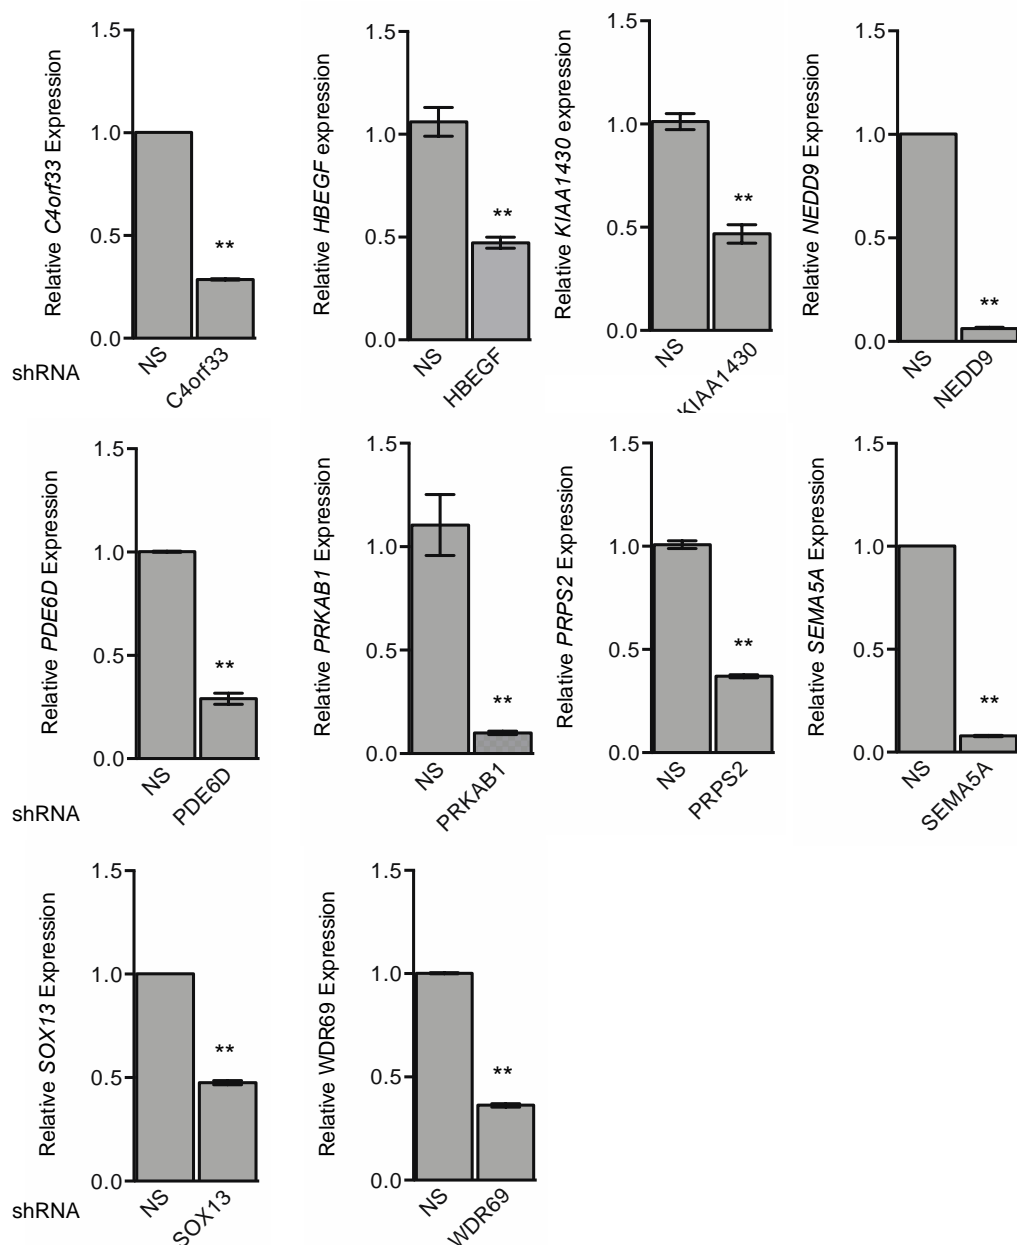 Relative C4orf33 Expression
1.5
1.0
0.5
0.0
**
NS
C4orf33
Relative HBEGF expression
1.5
1.0
0.5
0.0
**
NS
HBEGF
Relative KIAA1430 expression
1.5
1.0
0.5
0.0
**
NS
KIAA1430
Relative NEDD9 Expression
1.5
1.0
0.5
0.0
**
NS
NEDD9
shRNA
Relative PDE6D Expression
1.5
1.0
0.5
0.0
**
NS
PDE6D
Relative PRKAB1 Expression
1.5
1.0
0.5
0.0
**
NS
PRKAB1
Relative PRPS2 Expression
1.5
1.0
0.5
0.0
**
NS
PRPS2
Relative SEMA5A Expression
1.5
1.0
0.5
0.0
**
NS
SEMA5A
shRNA
Relative SOX13 Expression
1.5
1.0
0.5
0.0
**
NS
SOX13
Relative WDR69 Expression
1.5
1.0
0.5
0.0
**
NS
WDR69
shRNA